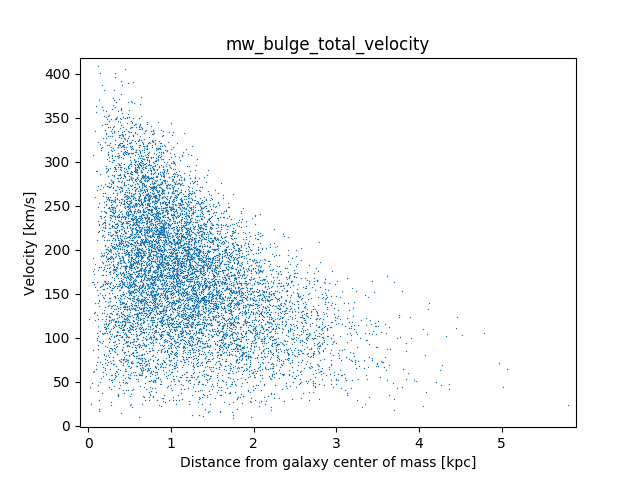 mw_bulge_total_velocity
400
350
300
250
200
150
100
50
0
Velocity [km/s]
0 1 2 3 4 5
Distance from galaxy center of mass [kpc]